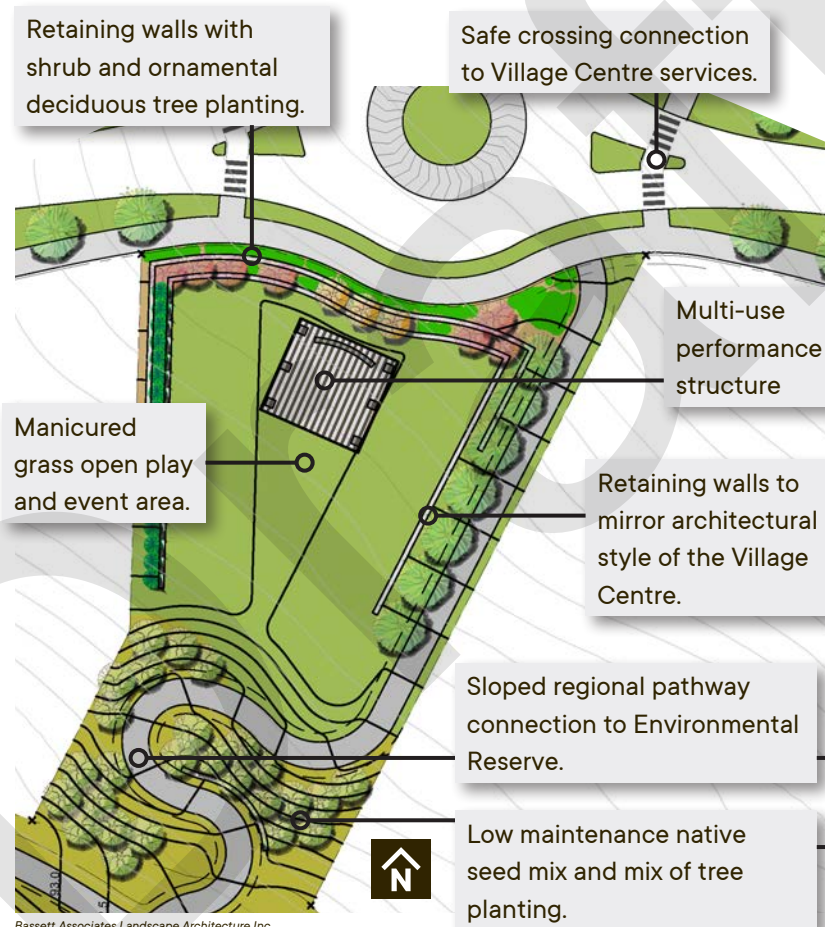 Retaining walls with
shrub and ornamental
deciduous tree planting.
Safe crossing connection
to Village Centre services.
Multi-use
performance
structure
Manicured
grass open play
and event area.
Retaining walls to
mirror architectural
style of the Village
Centre.
Sloped regional pathway
connection to Environmental
Reserve.
Low maintenance native
seed mix and mix of tree
planting.
N
Bassett Associates Landscape Architecture Inc.